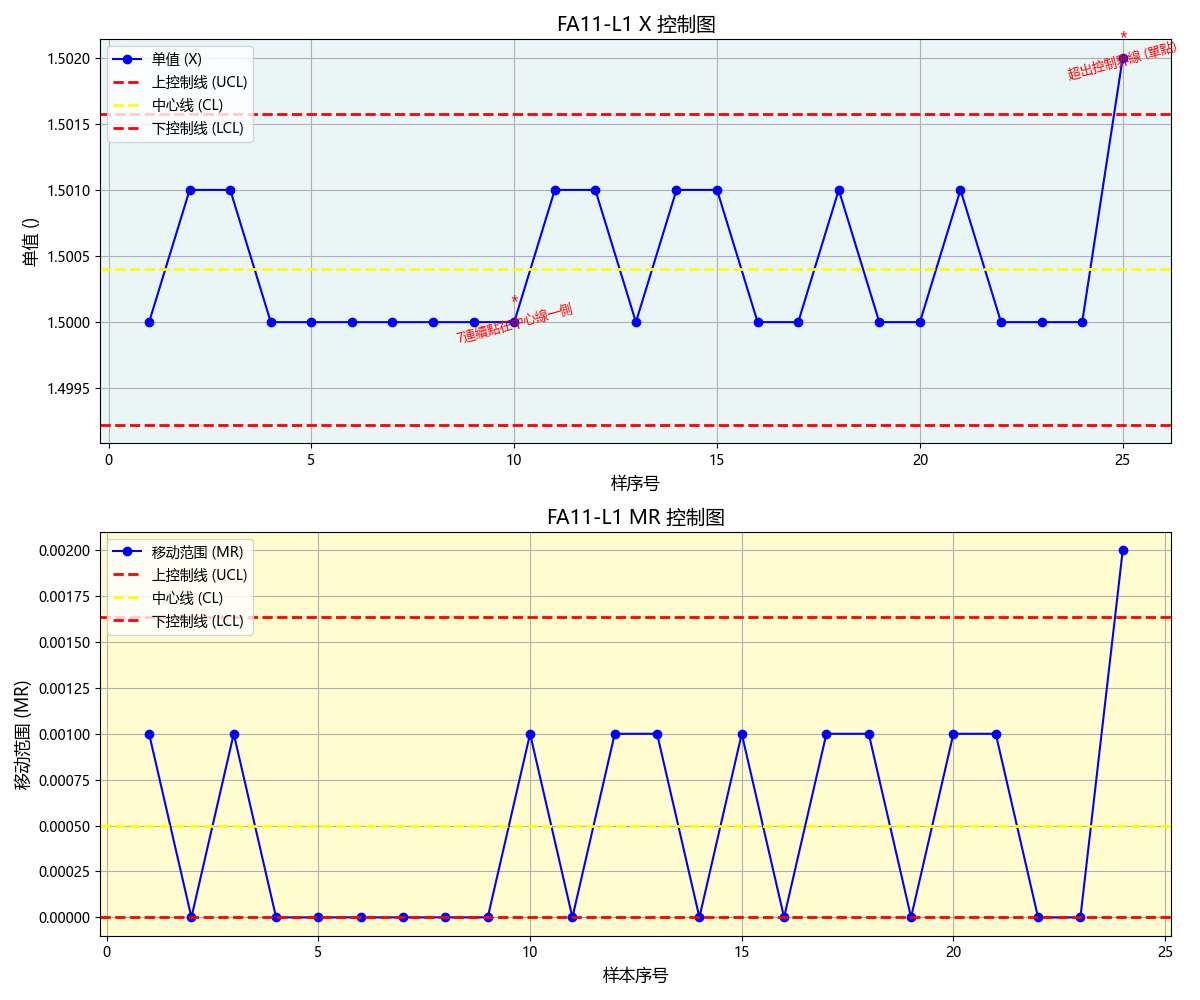 FA11-L1 X 控制图
单值 (X)
上控制线 (UCL)
中心线 (CL)
下控制线 (LCL)
*
超出控制界線 (單點)
*
7連續點在中心線一側
1.5020
1.5015
1.5010
1.5005
1.5000
1.4995
单值 ()
0 5 10 15 20 25
样序号
FA11-L1 MR 控制图
移动范围 (MR)
上控制线 (UCL)
中心线 (CL)
下控制线 (LCL)
0.00200
0.00175
0.00150
0.00125
0.00100
0.00075
0.00050
0.00025
0.00000
移动范围 (MR)
0 5 10 15 20 25
样本序号